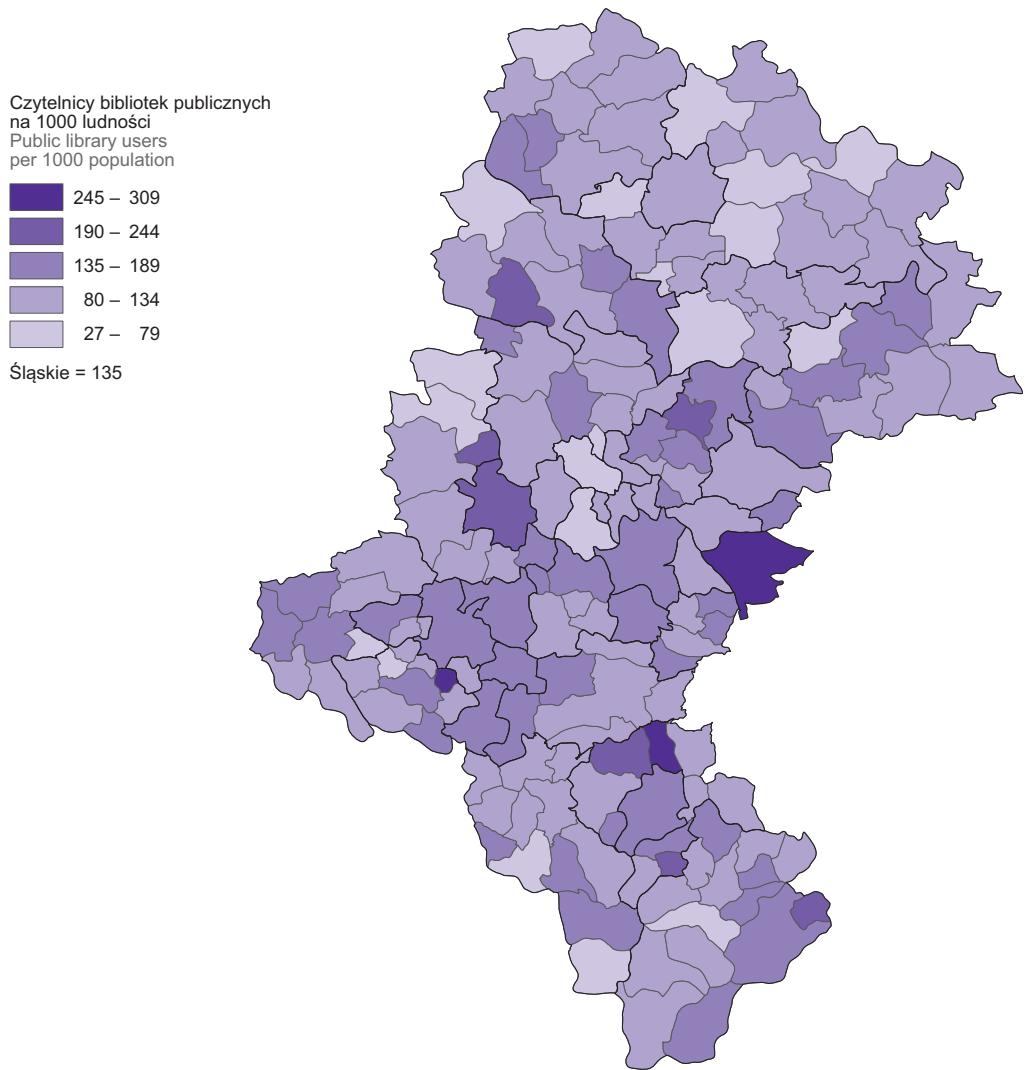 Czytelnicy bibliotek publicznych
na 1000 ludności
Public library users
per 1000 population
245 – 309
190 – 244
135 – 189
80 – 134
27 – 79
Śląskie = 135